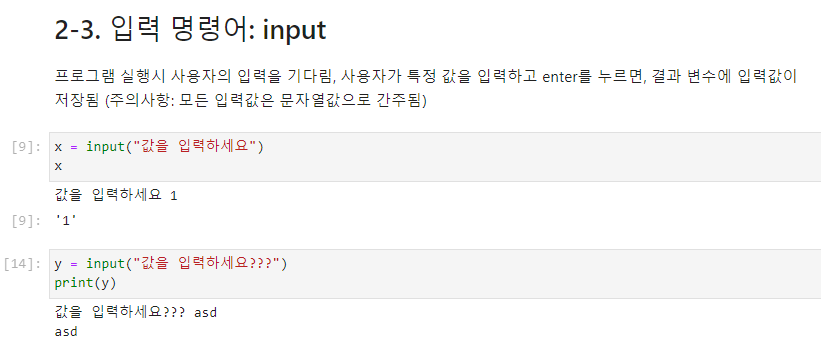 2-3. 입력 명령어: input
프로그램 실행시 사용자의 입력을 기다림, 사용자가 특정 값을 입력하고 enter를 누르면, 결과 변수에 입력값이
저장됨 (주의사항: 모든 입력값은 문자열값으로 간주됨)
[9]: x = input("값을 입력하세요")
x
값을 입력하세요 1
[9]: '1'
[14]: y = input("값을 입력하세요???")
print(y)
값을 입력하세요??? asd
asd